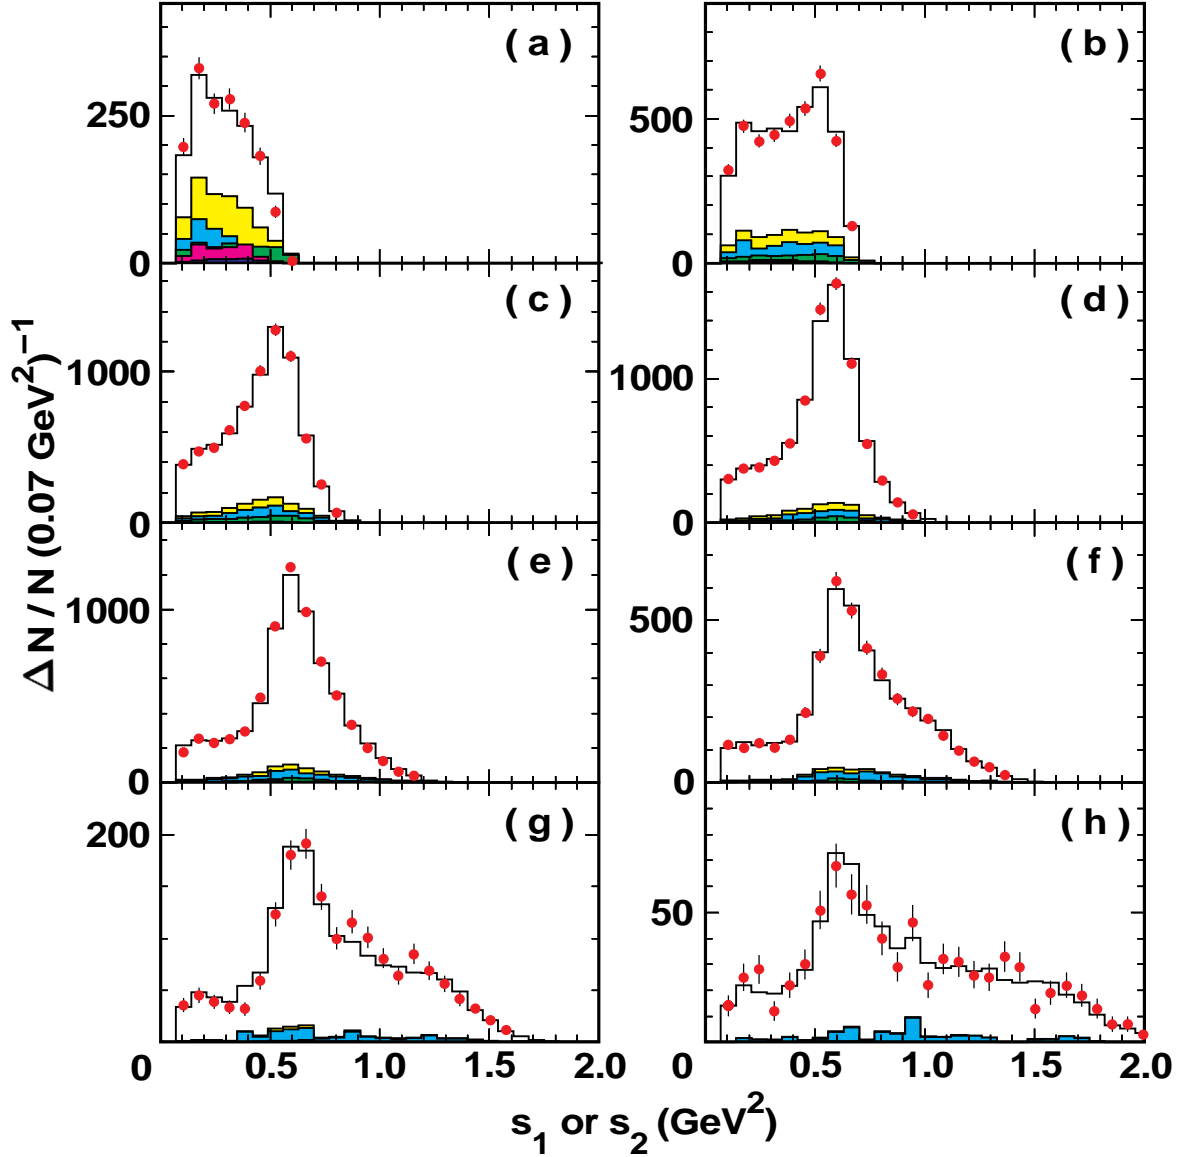 ( a )
( b )
250
500
0
0
( c )
( d )
1000
1000
0
0
( e )
( f )
1000
500
0
0
( g )
( h )
200
50
0 0.5 1.0 1.5 2.0
0 0.5 1.0 1.5 2.0
ΔN / N (0.07 GeV²)⁻¹
s₁ or s₂ (GeV²)